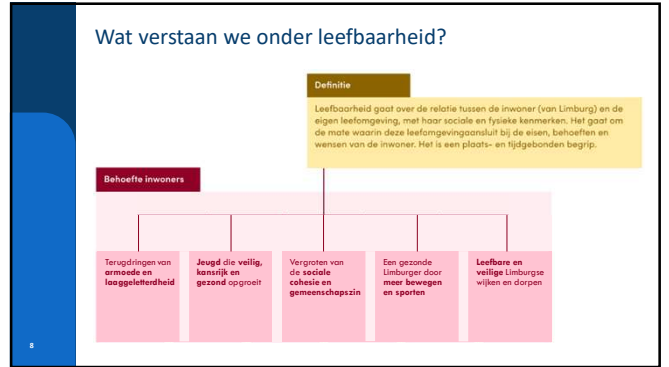 Wat verstaan we onder leefbaarheid?
Definitie
Leefbaarheid gaat over de relatie tussen de inwoner (van Limburg) en de
eigen leefomgeving, met haar sociale en fysieke kenmerken. Het gaat om
de mate waarin deze leefomgevingaansluit bij de eisen, behoeften en
wensen van de inwoner. Het is een plaats- en tijdgebonden begrip.
Behoefte inwoners
Terugdringen van
armoede en
laaggeletterdheid
Jeugd die veilig,
kansrijk en
gezond opgroeit
Vergroten van
de sociale
cohesie en
gemeenschapszin
Een gezonde
Limburger door
meer bewegen
en sporten
Leefbare en
veilige Limburgse
wijken en dorpen
8